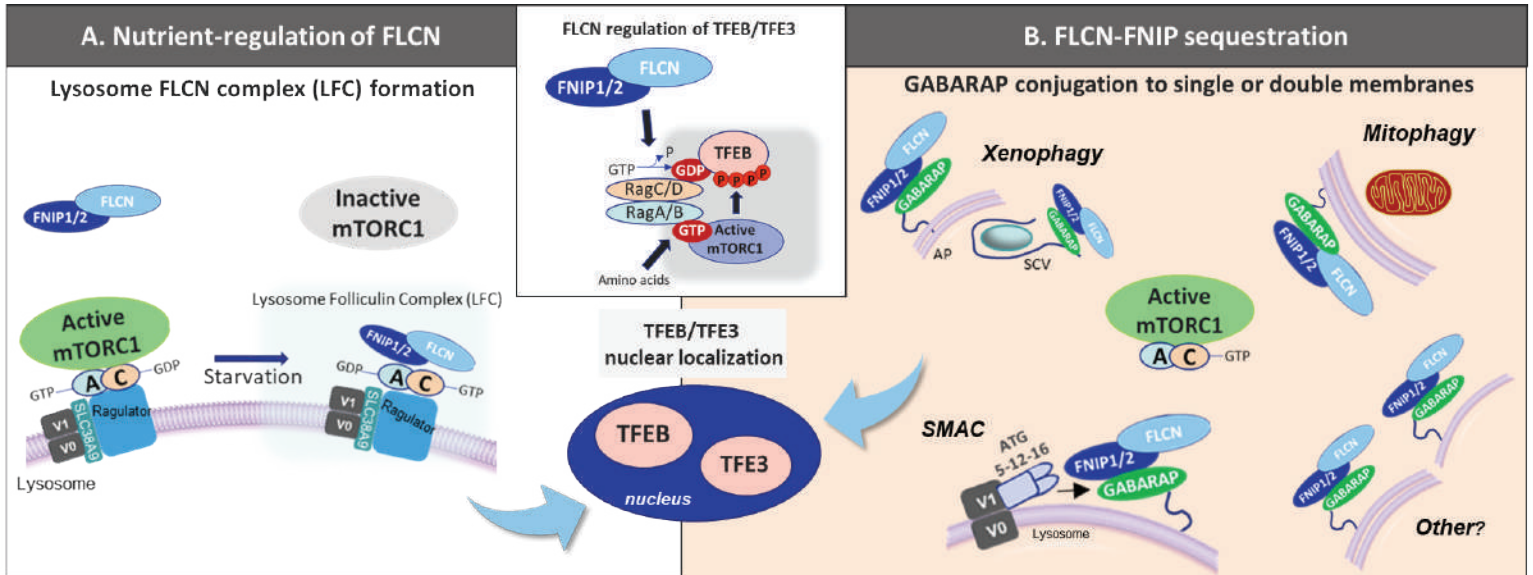 A. Nutrient-regulation of FLCN
Lysosome FLCN complex (LFC) formation
FNIP1/2
FLCN
Inactive
mTORC1
Active
mTORC1
GTP
A
C
GDP
V1
V0
SLC38A9
Ragulator
Lysosome
Starvation
Lysosome Folliculin Complex (LFC)
FNIP1/2
FLCN
GDP
A
C
GTP
V1
V0
SLC38A9
Ragulator
FLCN regulation of TFEB/TFE3
FLCN
FNIP1/2
P
GTP
GDP
TFEB
P P P P
RagC/D
RagA/B
GTP
Active
mTORC1
Amino acids
TFEB/TFE3
nuclear localization
TFEB
TFE3
nucleus
B. FLCN-FNIP sequestration
GABARAP conjugation to single or double membranes
Xenophagy
FLCN
FNIP1/2
GABARAP
AP
SCV
FNIP1/2
GABARAP
FLCN
Mitophagy
GABARAP
FNIP1/2
FLCN
Active
mTORC1
A
C
GTP
SMAC
ATG
5-12-16
V1
V0
FLCN
FNIP1/2
GABARAP
Lysosome
FLCN
FNIP1/2
GABARAP
FLCN
FNIP1/2
GABARAP
Other?